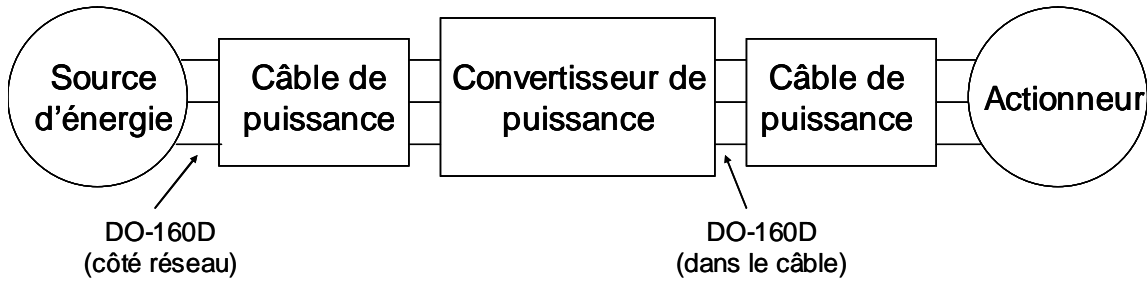 Source
d'énergie
Câble de
puissance
Convertisseur de
puissance
Câble de
puissance
Actionneur
DO-160D
(côté réseau)
DO-160D
(dans le câble)